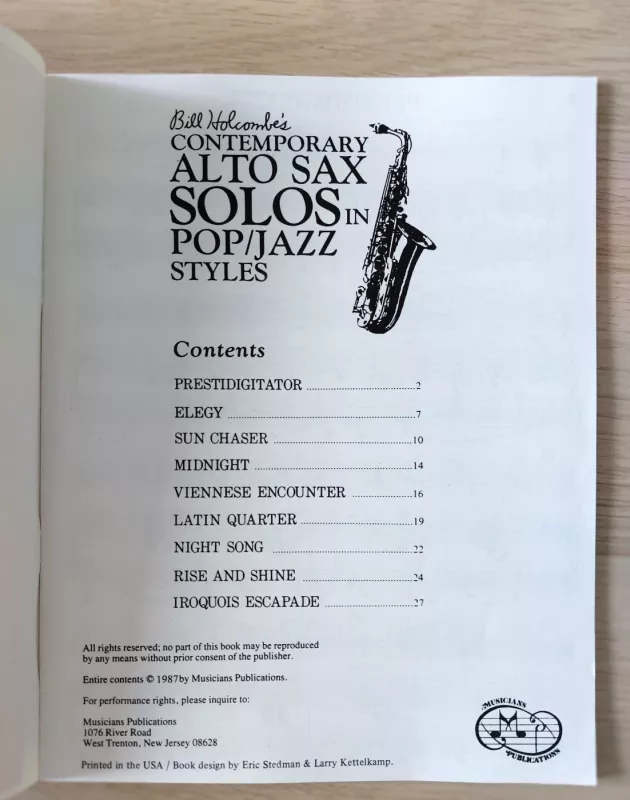 Bill Holcombe's
CONTEMPORARY
ALTO SAX
SOLOS IN
POP/JAZZ
STYLES
Contents
PRESTIDIGITATOR ........................................2
ELEGY ........................................7
SUN CHASER ........................................10
MIDNIGHT ........................................14
VIENNESE ENCOUNTER ........................................16
LATIN QUARTER ........................................19
NIGHT SONG ........................................22
RISE AND SHINE ........................................24
IROQUOIS ESCAPADE ........................................27
All rights reserved; no part of this book may be reproduced
by any means without prior consent of the publisher.
Entire contents © 1987 by Musicians Publications.
For performance rights, please inquire to:
Musicians Publications
1076 River Road
West Trenton, New Jersey 08628
Printed in the USA / Book design by Eric Stedman & Larry Kettelkamp.
MUSICIANS
PUBLICATIONS